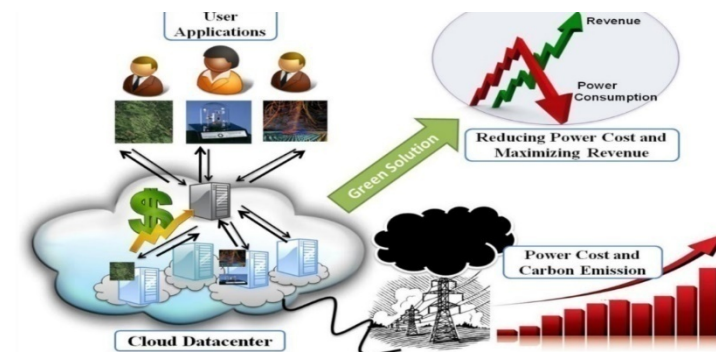 User
Applications
Revenue
Power
Consumption
Reducing Power Cost and
Maximizing Revenue
Green Solution
$
Power Cost and
Carbon Emission
Cloud Datacenter